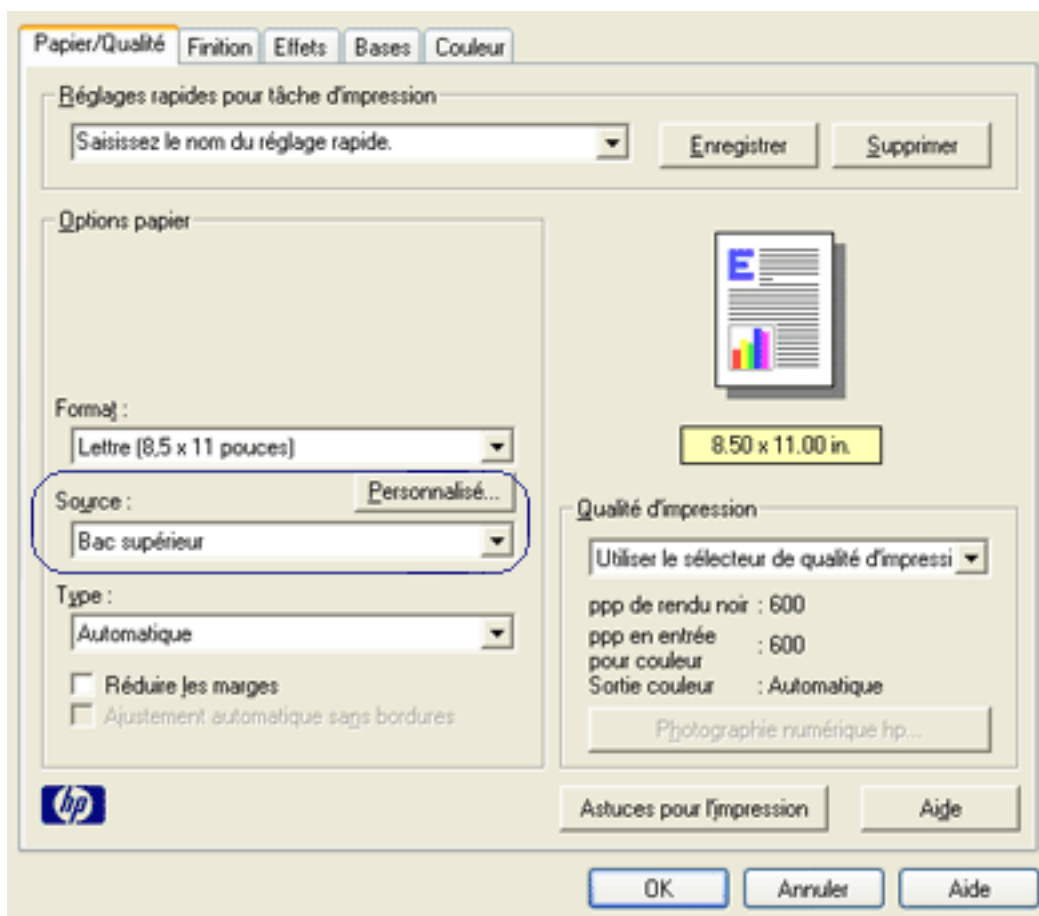 Papier/Qualité Finition Effets Bases Couleur
Réglages rapides pour tâche d'impression
Saisissez le nom du réglage rapide. Enregistrer Supprimer
Options papier
E
Format :
Lettre (8,5 x 11 pouces)
8.50 x 11.00 in.
Source : Personnalisé...
Bac supérieur
Type :
Automatique
Réduire les marges
Ajustement automatique sans bordures
Qualité d'impression
Utiliser le sélecteur de qualité d'impressi
ppp de rendu noir : 600
ppp en entrée
pour couleur : 600
Sortie couleur : Automatique
Photographie numérique hp...
hp
Astuces pour l'impression Aide
OK Annuler Aide